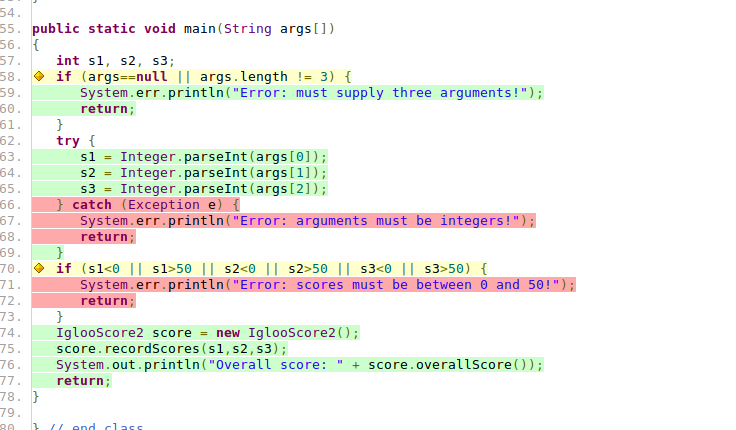 54.
55. public static void main(String args[])
56. {
57.    int s1, s2, s3;
58.    if (args==null || args.length != 3) {
59.       System.err.println("Error: must supply three arguments!");
60.       return;
61.    }
62.    try {
63.       s1 = Integer.parseInt(args[0]);
64.       s2 = Integer.parseInt(args[1]);
65.       s3 = Integer.parseInt(args[2]);
66.    } catch (Exception e) {
67.       System.err.println("Error: arguments must be integers!");
68.       return;
69.    }
70.    if (s1<0 || s1>50 || s2<0 || s2>50 || s3<0 || s3>50) {
71.       System.err.println("Error: scores must be between 0 and 50!");
72.       return;
73.    }
74.    IglooScore2 score = new IglooScore2();
75.    score.recordScores(s1,s2,s3);
76.    System.out.println("Overall score: " + score.overallScore());
77.    return;
78. }
79.
80. } // end class